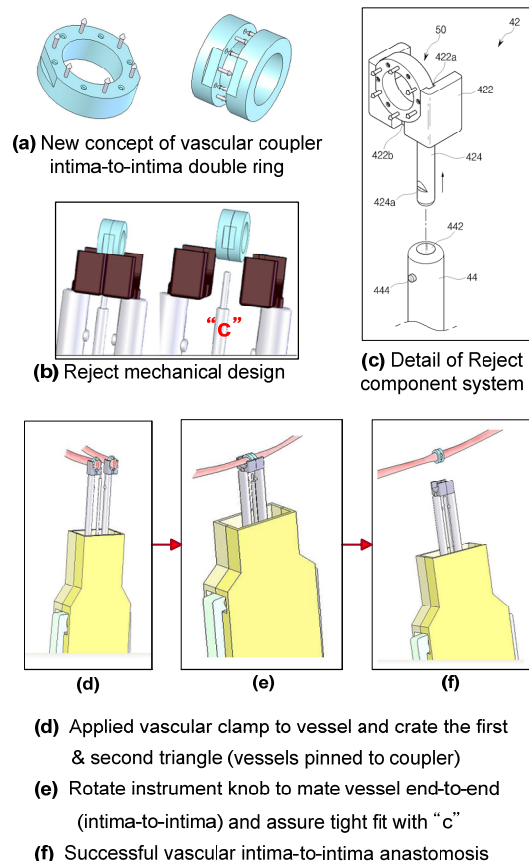 (a) New concept of vascular coupler
intima-to-intima double ring
50
42
422a
422
422b
424
424a
442
444
44
"c"
(b) Reject mechanical design
(c) Detail of Reject
component system
(d)
(e)
(f)
(d) Applied vascular clamp to vessel and crate the first
& second triangle (vessels pinned to coupler)
(e) Rotate instrument knob to mate vessel end-to-end
(intima-to-intima) and assure tight fit with "c"
(f) Successful vascular intima-to-intima anastomosis